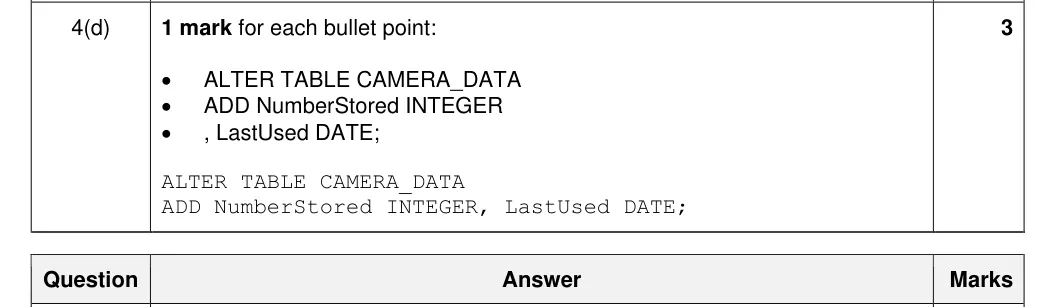 4(d) 1 mark for each bullet point: 3
• ALTER TABLE CAMERA_DATA
• ADD NumberStored INTEGER
• , LastUsed DATE;
ALTER TABLE CAMERA_DATA
ADD NumberStored INTEGER, LastUsed DATE;
Question Answer Marks